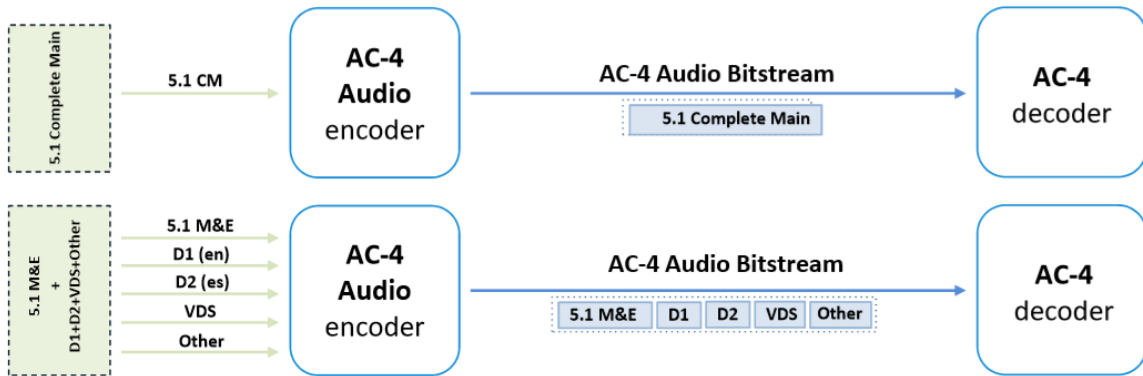 5.1 Complete Main
5.1 CM
AC-4
Audio
encoder
AC-4 Audio Bitstream
5.1 Complete Main
AC-4
decoder
5.1 M&E
+
D1+D2+VDS+Other
5.1 M&E
D1 (en)
D2 (es)
VDS
Other
AC-4
Audio
encoder
AC-4 Audio Bitstream
5.1 M&E D1 D2 VDS Other
AC-4
decoder